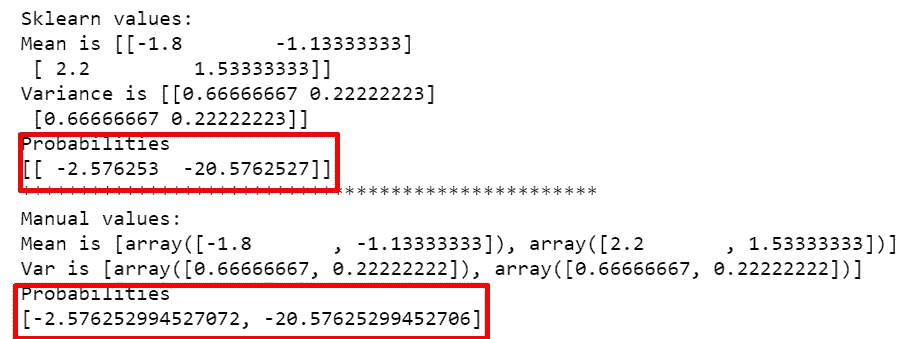 Sklearn values:
Mean is [[-1.8        -1.13333333]
 [ 2.2         1.53333333]]
Variance is [[0.66666667 0.22222223]
 [0.66666667 0.22222223]]
Probabilities
[[ -2.576253  -20.5762527]]
**************************************************
Manual values:
Mean is [array([-1.8       , -1.13333333]), array([2.2       , 1.53333333])]
Var is [array([0.66666667, 0.22222222]), array([0.66666667, 0.22222222])]
Probabilities
[-2.576252994527072, -20.57625299452706]